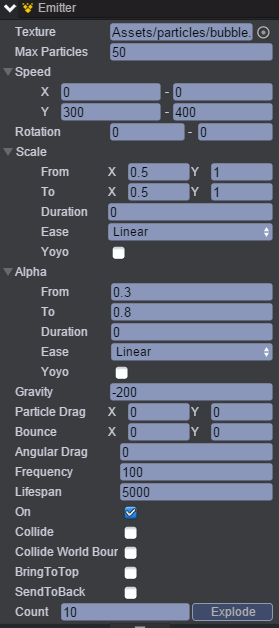 Emitter
Texture Assets/particles/bubble.
Max Particles 50
Speed
X 0 - 0
Y 300 - 400
Rotation 0 - 0
Scale
From X 0.5 Y 1
To X 0.5 Y 1
Duration 0
Ease Linear
Yoyo
Alpha
From 0.3
To 0.8
Duration 0
Ease Linear
Yoyo
Gravity -200
Particle Drag X 0 Y 0
Bounce X 0 Y 0
Angular Drag 0
Frequency 100
Lifespan 5000
On
Collide
Collide World Bour
BringToTop
SendToBack
Count 10 Explode